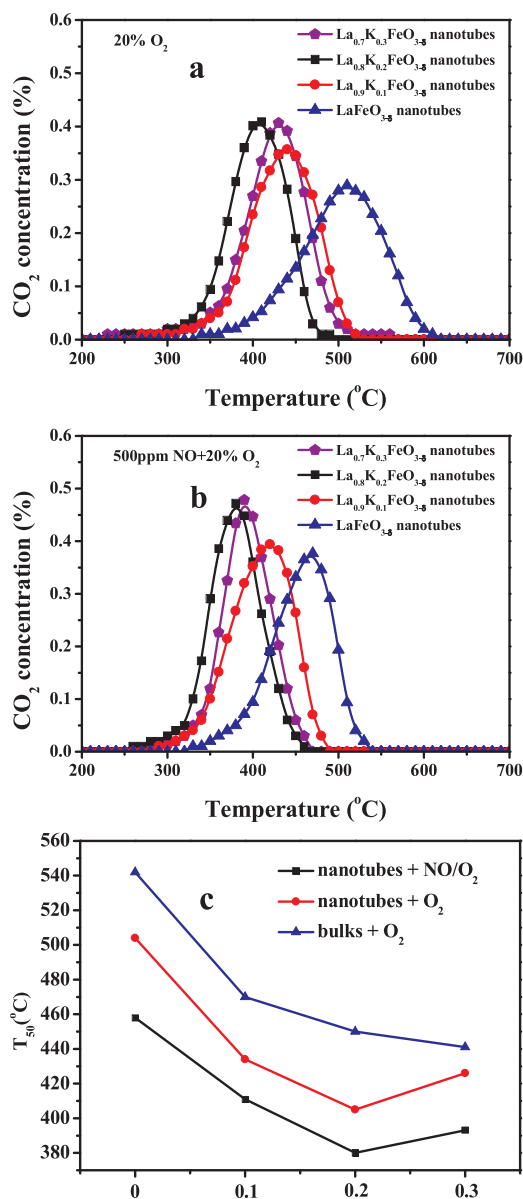 0.6
20% O₂
a
La₀.₇K₀.₃FeO₃₋δ nanotubes
La₀.₈K₀.₂FeO₃₋δ nanotubes
La₀.₉K₀.₁FeO₃₋δ nanotubes
LaFeO₃₋δ nanotubes
0.5
0.4
0.3
0.2
0.1
0.0
CO₂ concentration (%)
200 300 400 500 600 700
Temperature (°C)
0.6
500ppm NO+20% O₂
b
La₀.₇K₀.₃FeO₃₋δ nanotubes
La₀.₈K₀.₂FeO₃₋δ nanotubes
La₀.₉K₀.₁FeO₃₋δ nanotubes
LaFeO₃₋δ nanotubes
0.5
0.4
0.3
0.2
0.1
0.0
CO₂ concentration (%)
200 300 400 500 600 700
Temperature (°C)
560
c
nanotubes + NO/O₂
nanotubes + O₂
bulks + O₂
540
520
500
480
460
440
420
400
380
T₅₀(°C)
0 0.1 0.2 0.3